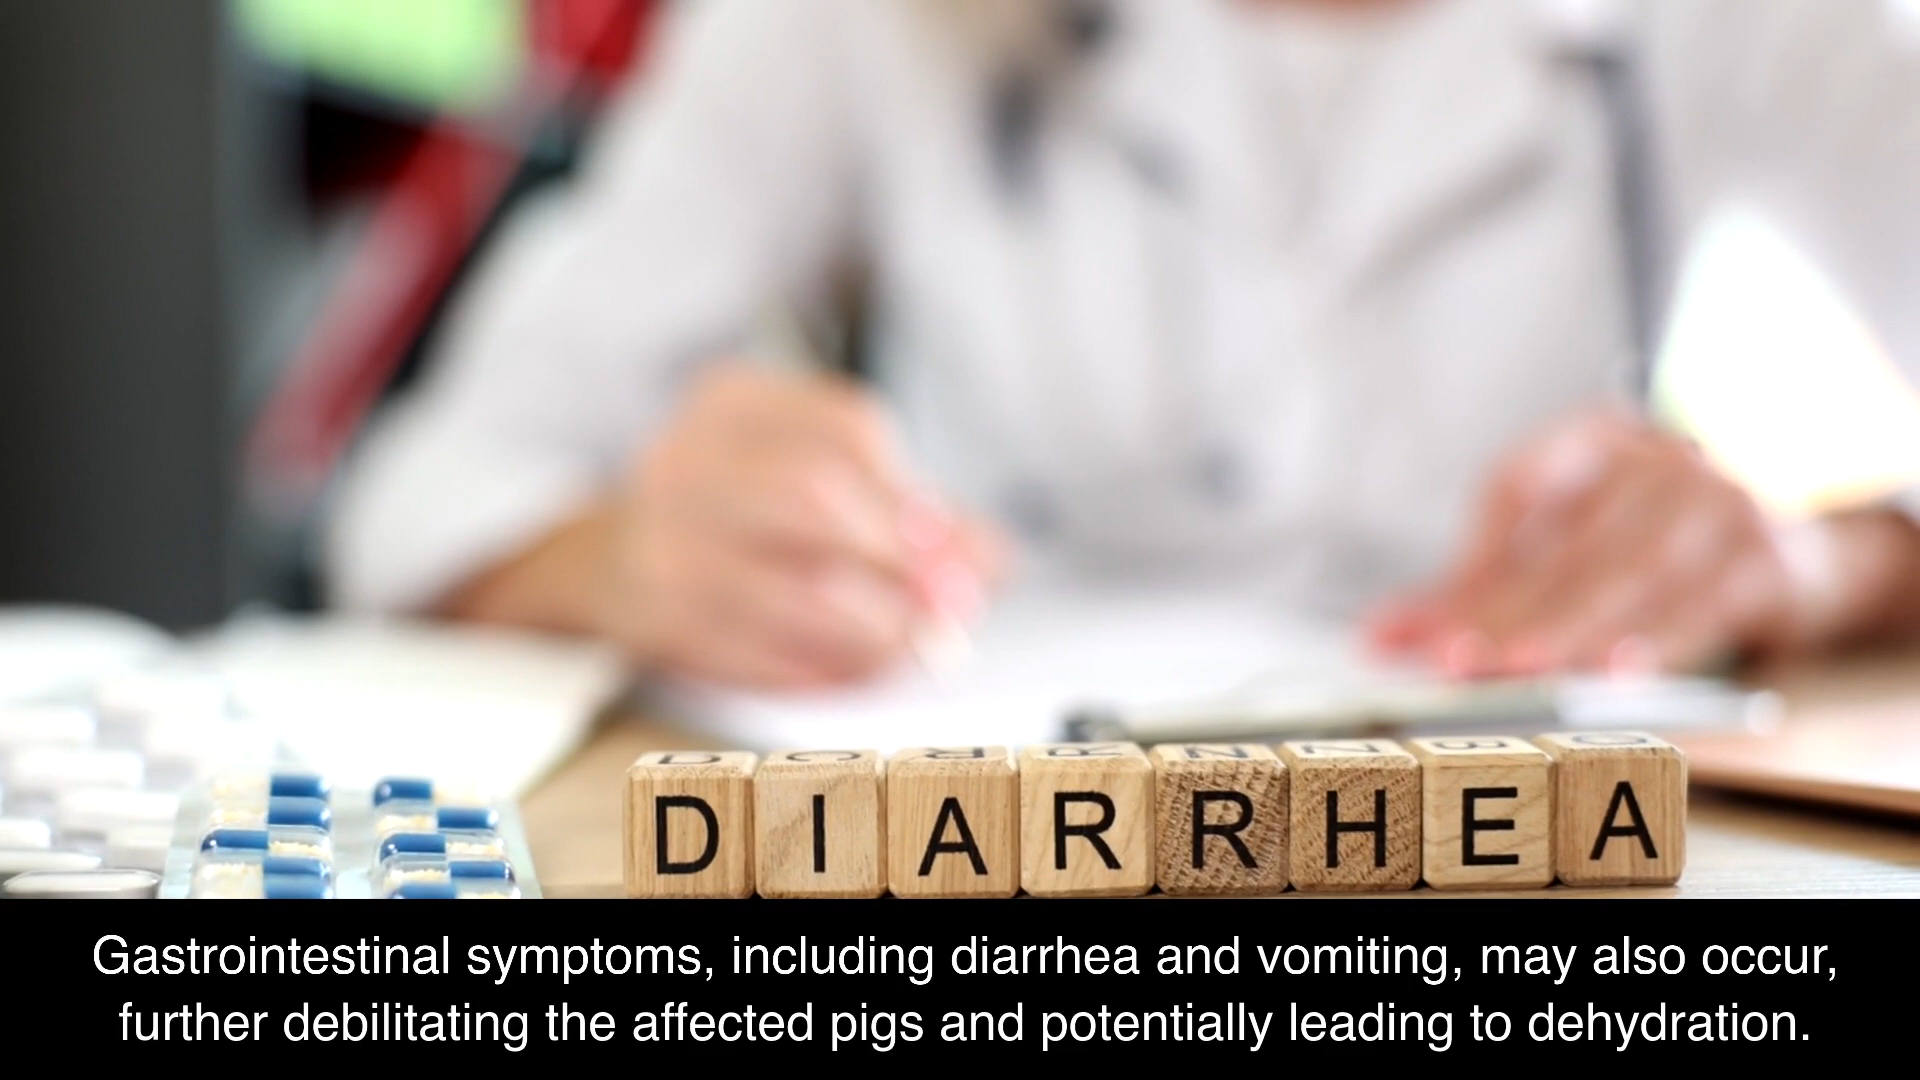 D C R R N N B O
DIARRHEA
Gastrointestinal symptoms, including diarrhea and vomiting, may also occur,
further debilitating the affected pigs and potentially leading to dehydration.